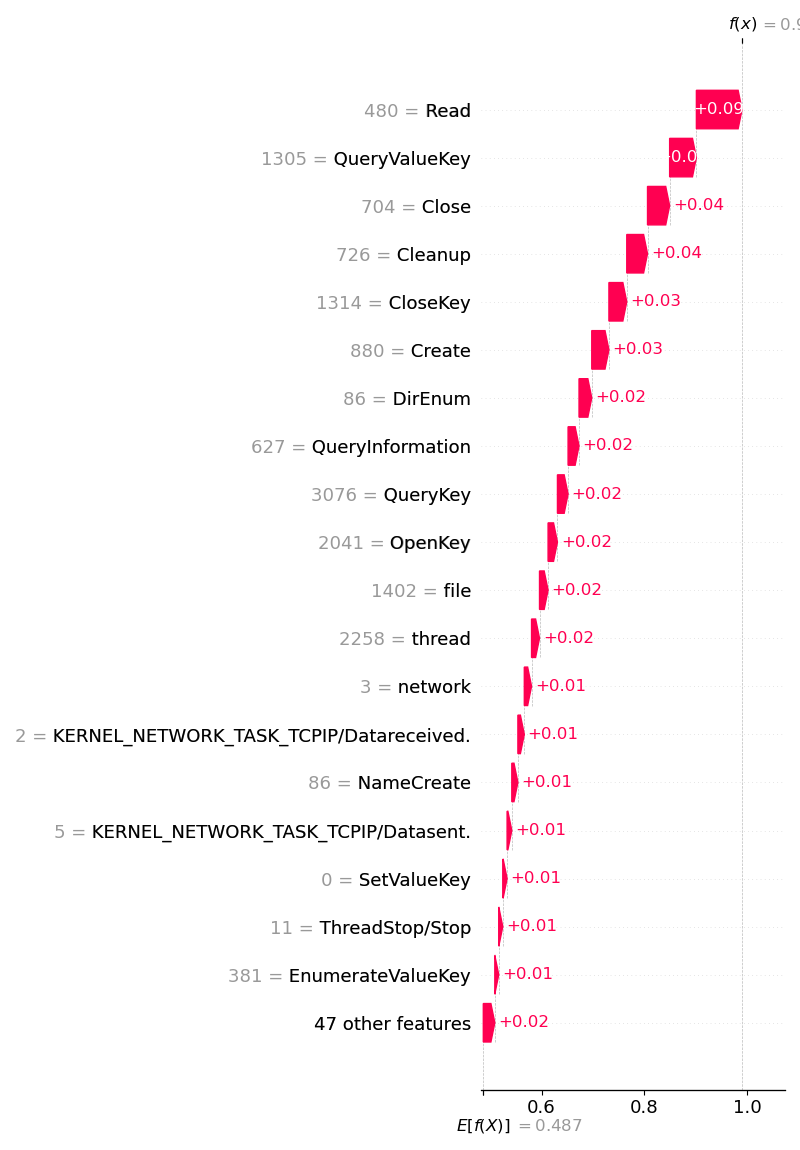 f(x) = 0.9
480 = Read
+0.09
1305 = QueryValueKey
704 = Close
+0.04
726 = Cleanup
+0.04
1314 = CloseKey
+0.03
880 = Create
+0.03
86 = DirEnum
+0.02
627 = QueryInformation
+0.02
3076 = QueryKey
+0.02
2041 = OpenKey
+0.02
1402 = file
+0.02
2258 = thread
+0.02
3 = network
+0.01
2 = KERNEL_NETWORK_TASK_TCPIP/Datareceived.
+0.01
86 = NameCreate
+0.01
5 = KERNEL_NETWORK_TASK_TCPIP/Datasent.
+0.01
0 = SetValueKey
+0.01
11 = ThreadStop/Stop
+0.01
381 = EnumerateValueKey
+0.01
47 other features
+0.02
0.6 0.8 1.0
E[f(X)] = 0.487